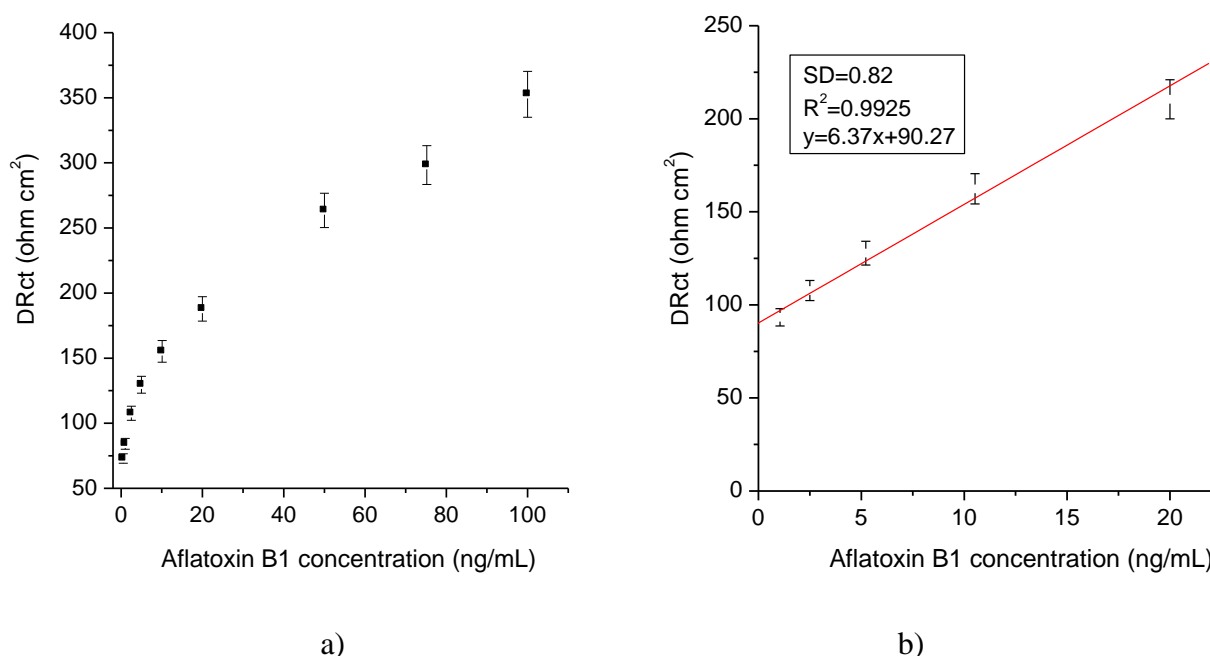 400
350
300
250
200
150
100
50
DRct (ohm cm²)
0 20 40 60 80 100
Aflatoxin B1 concentration (ng/mL)
a)
250
200
150
100
50
0
DRct (ohm cm²)
SD=0.82
R²=0.9925
y=6.37x+90.27
0 5 10 15 20
Aflatoxin B1 concentration (ng/mL)
b)